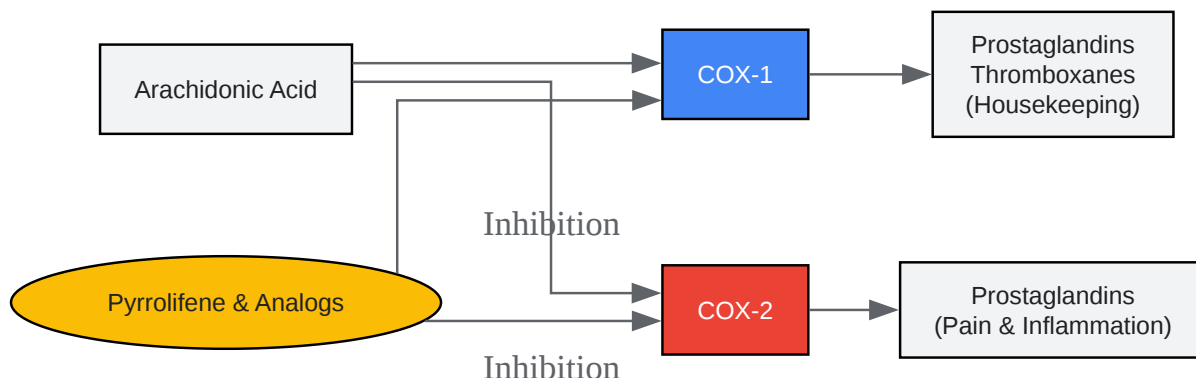 Arachidonic Acid
COX-1
Prostaglandins
Thromboxanes
(Housekeeping)
Inhibition
Pyrrolifene & Analogs
COX-2
Prostaglandins
(Pain & Inflammation)
Inhibition